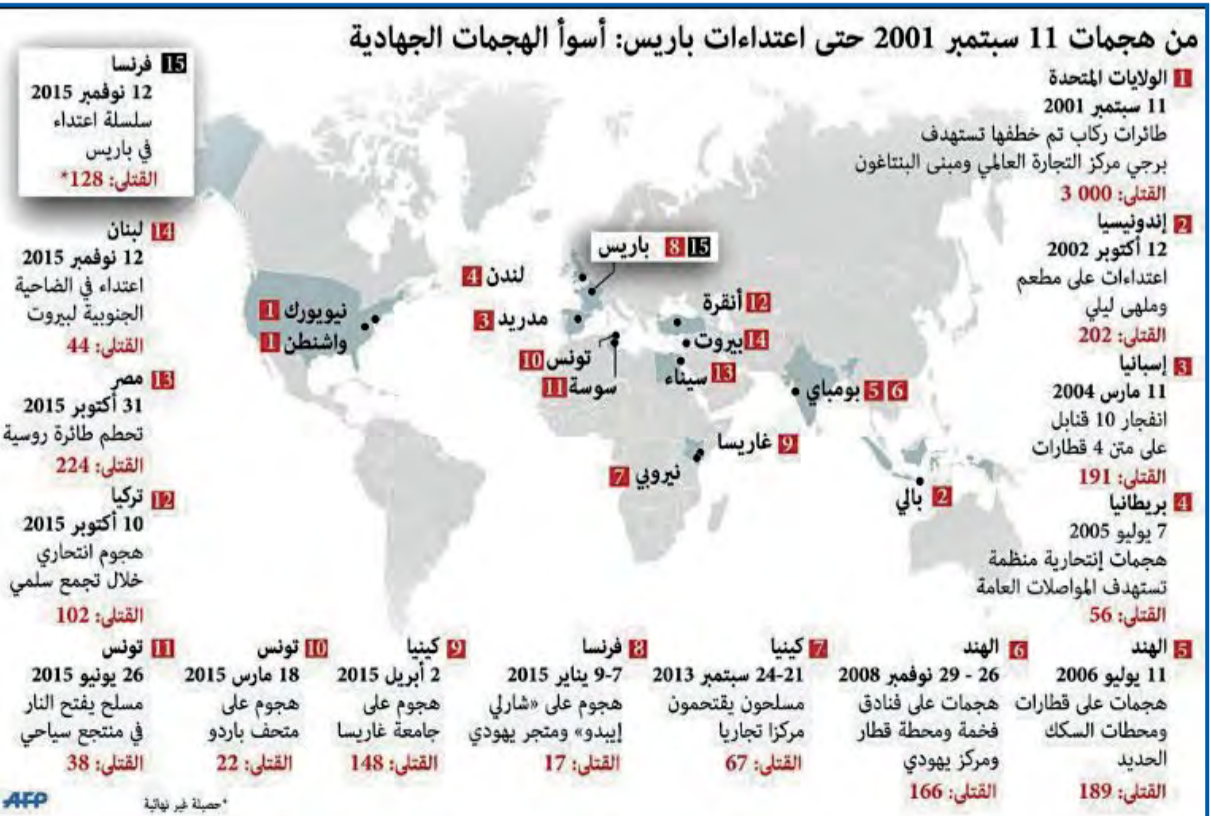 من هجمات 11 سبتمبر 2001 حتى اعتداءات باريس: أسوأ الهجمات الجهادية
1 الولايات المتحدة
11 سبتمبر 2001
طائرات ركاب تم خطفها تستهدف
برجي مركز التجارة العالمي ومبنى البنتاغون
القتلى: 000 3
2 إندونيسيا
12 أكتوبر 2002
اعتداءات على مطعم
وملهى ليلي
القتلى: 202
3 إسبانيا
11 مارس 2004
انفجار 10 قنابل
على متن 4 قطارات
القتلى: 191
4 بريطانيا
7 يوليو 2005
هجمات إنتحارية منظمة
تستهدف المواصلات العامة
القتلى: 56
5 الهند
11 يوليو 2006
هجمات على قطارات
ومحطات السكك
الحديد
القتلى: 189
6 الهند
26 - 29 نوفمبر 2008
هجمات على فنادق
فخمة ومحطة قطار
ومركز يهودي
القتلى: 166
7 كينيا
21-24 سبتمبر 2013
مسلحون يقتحمون
مركزا تجاريا
القتلى: 67
8 فرنسا
7-9 يناير 2015
هجوم على «شارلي
إيبدو» ومتجر يهودي
القتلى: 17
9 كينيا
2 أبريل 2015
هجوم على
جامعة غاريسا
القتلى: 148
10 تونس
18 مارس 2015
هجوم على
متحف باردو
القتلى: 22
11 تونس
26 يونيو 2015
مسلح يفتح النار
في منتجع سياحي
القتلى: 38
12 تركيا
10 أكتوبر 2015
هجوم انتحاري
خلال تجمع سلمي
القتلى: 102
13 مصر
31 أكتوبر 2015
تحطم طائرة روسية
القتلى: 224
14 لبنان
12 نوفمبر 2015
اعتداء في الضاحية
الجنوبية لبيروت
القتلى: 44
15 فرنسا
12 نوفمبر 2015
سلسلة اعتداء
في باريس
القتلى: 128*
15 8 باريس
لندن 4
12 أنقرة
نيويورك 1
واشنطن 1
مدريد 3
14 بيروت
تونس 10
سوسة 11
13 سيناء
6 5 بومباي
9 غاريسا
نيروبي 7
2 بالي
*حصيلة غير نهائية
AFP